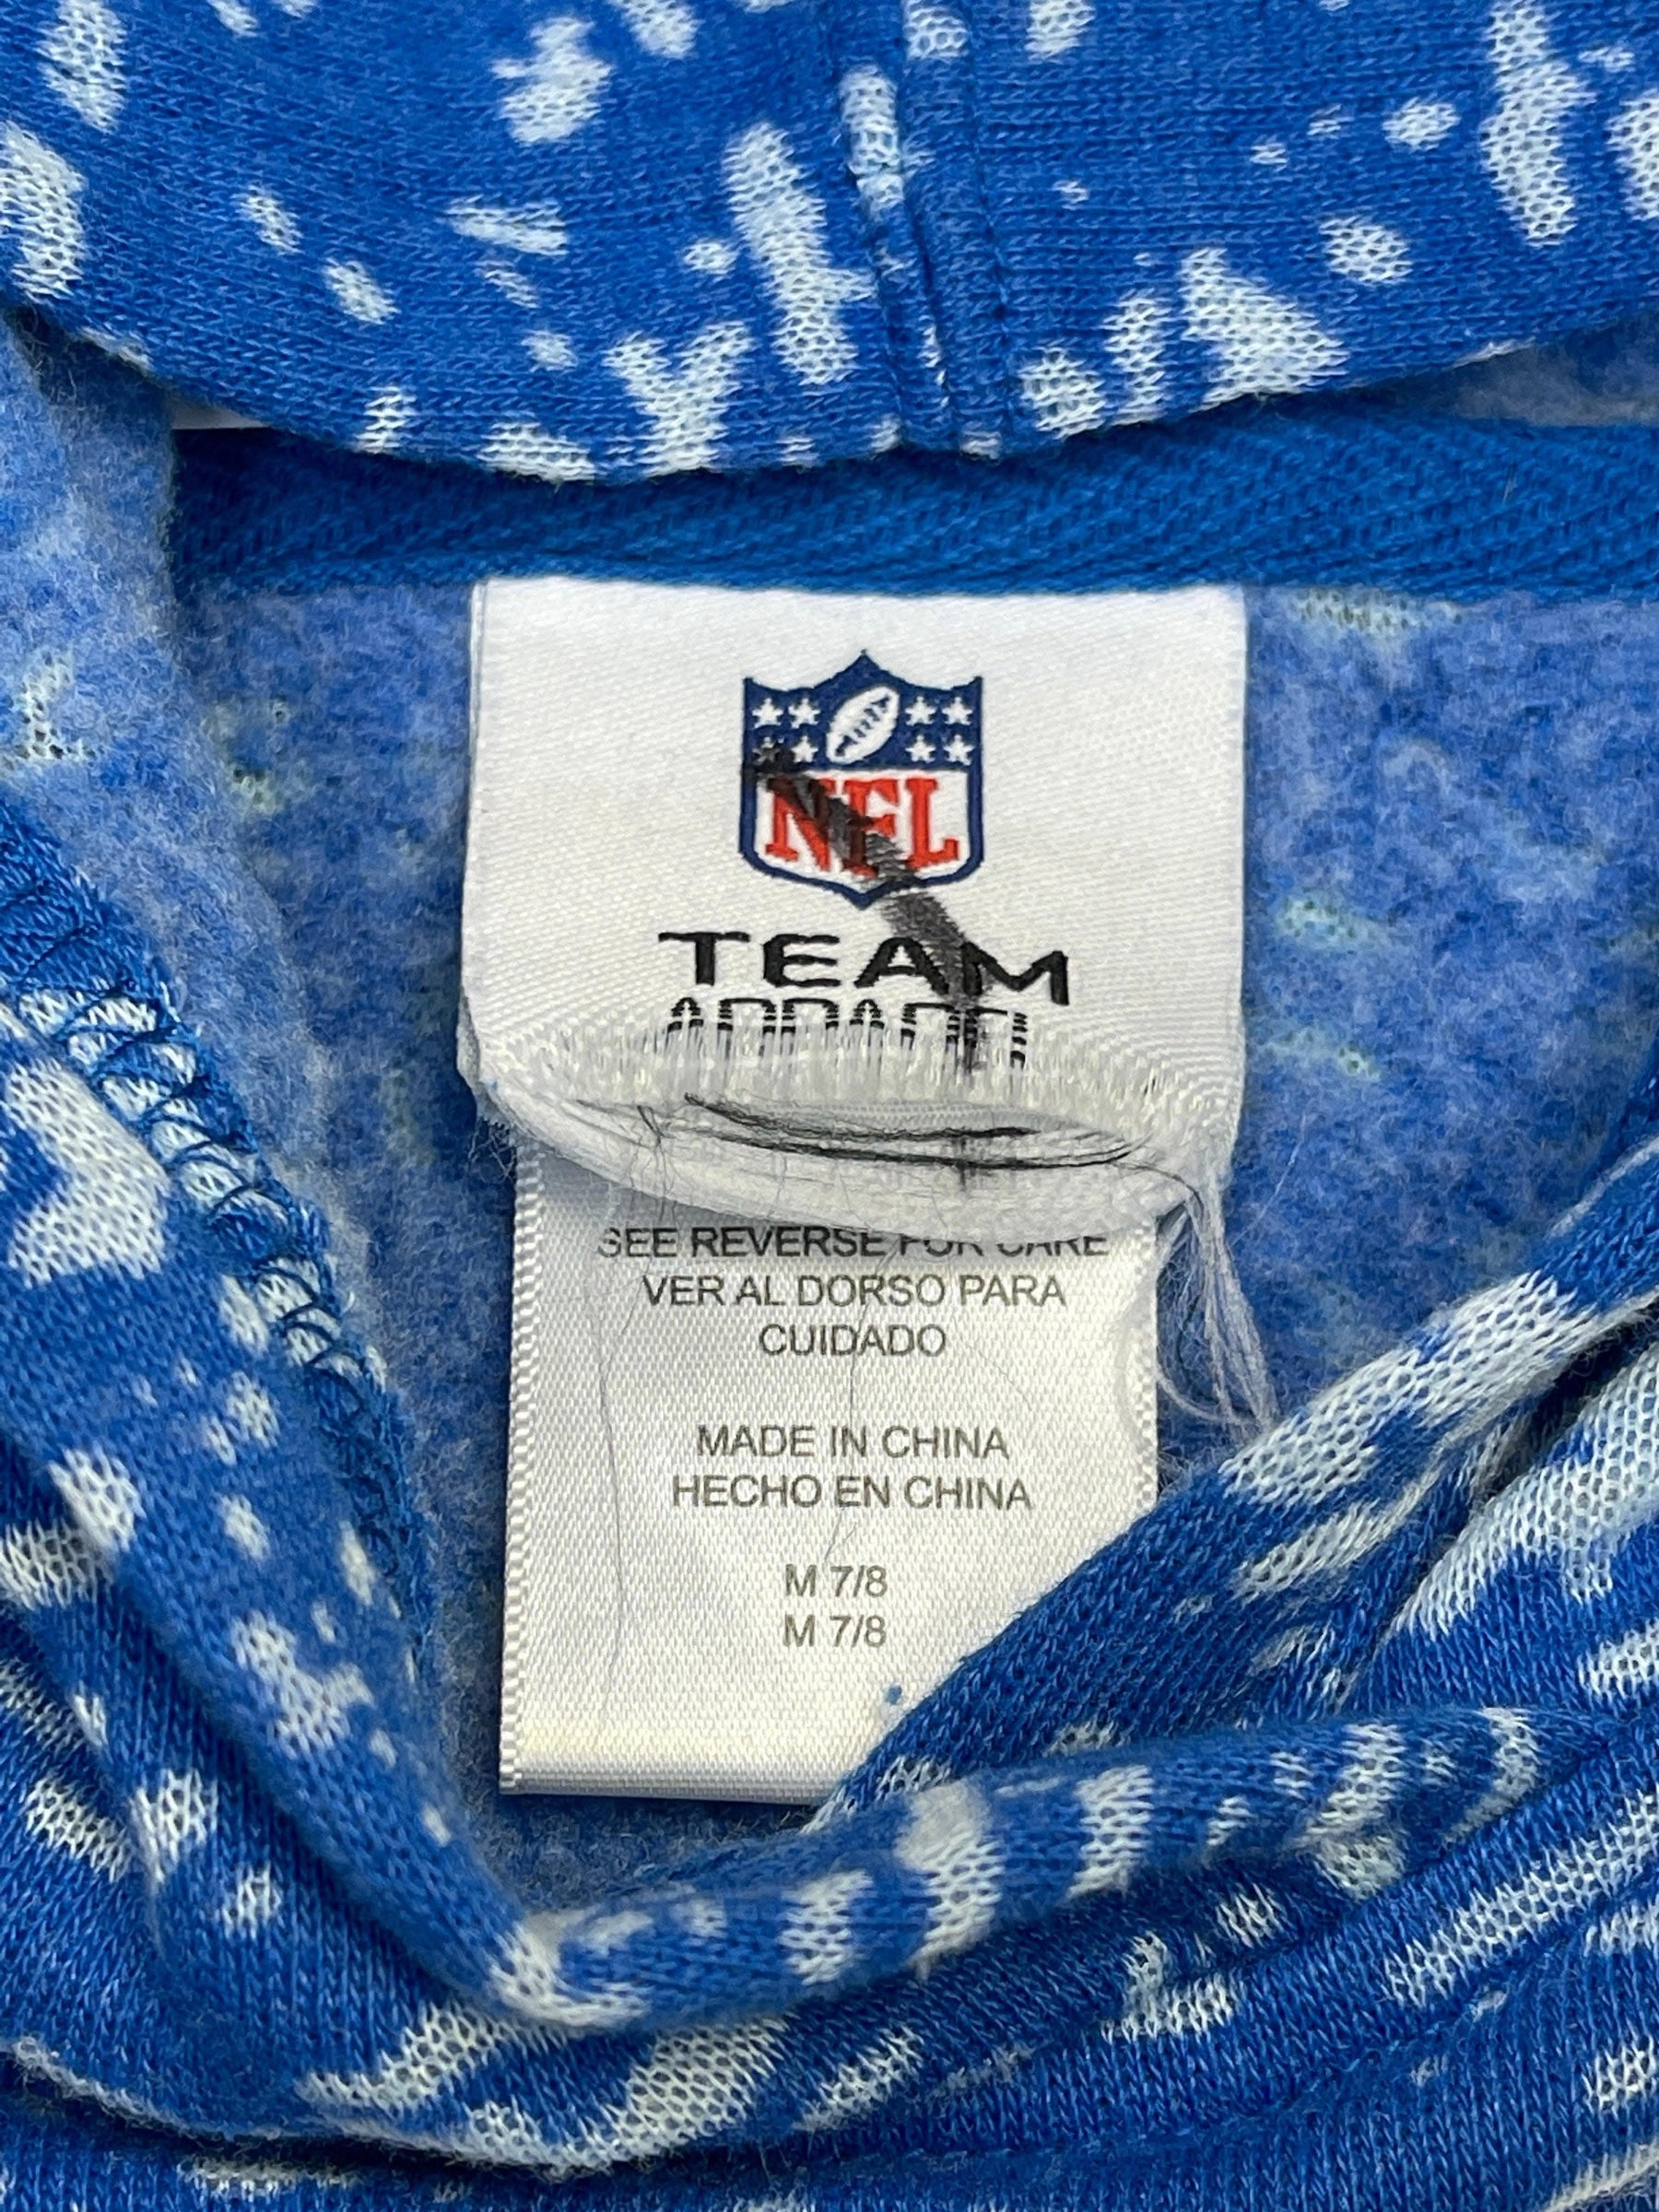 NFL
TEAM
APPAREL
SEE REVERSE FOR CARE
VER AL DORSO PARA
CUIDADO
MADE IN CHINA
HECHO EN CHINA
M 7/8
M 7/8